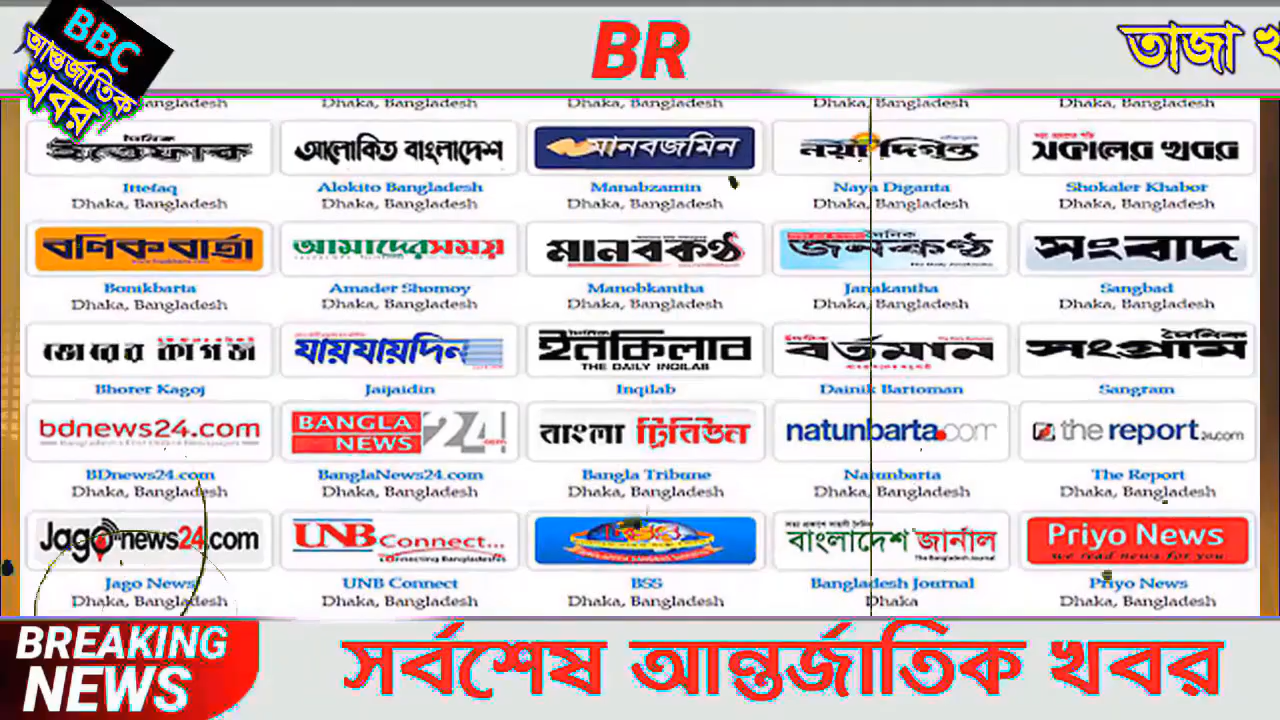 BBC
আন্তর্জাতিক
খবর
BR
তাজা খ
Bangladesh Dhaka, Bangladesh Dhaka, Bangladesh Dhaka, Bangladesh Dhaka, Bangladesh
দৈনিক
ইত্তেফাক আলোকিত বাংলাদেশ মানবজমিন নয়া দিগন্ত সকালের খবর
Ittefaq Alokito Bangladesh Manabzamin Naya Diganta Shokaler Khabor
Dhaka, Bangladesh Dhaka, Bangladesh Dhaka, Bangladesh Dhaka, Bangladesh Dhaka, Bangladesh
দৈনিক
বণিক বার্তা আমাদের সময় মানবকণ্ঠ জনকণ্ঠ সংবাদ
Bonikbarta Amader Shomoy Manobkantha Janakantha Sangbad
Dhaka, Bangladesh Dhaka, Bangladesh Dhaka, Bangladesh Dhaka, Bangladesh Dhaka, Bangladesh
দৈনিক দৈনিক দৈনিক
ভোরের কাগজ যায়যায়দিন ইনকিলাব বর্তমান সংগ্রাম
THE DAILY INQILAB
Bhorer Kagoj Jaijaidin Inqilab Dainik Bartoman Sangram
bdnews24.com BANGLA NEWS 24 বাংলা ট্রিবিউন natunbarta.com the report24.com
BDnews24.com BanglaNews24.com Bangla Tribune Natunbarta The Report
Dhaka, Bangladesh Dhaka, Bangladesh Dhaka, Bangladesh Dhaka, Bangladesh Dhaka, Bangladesh
Jagonews24.com UNB Connect... বাংলাদেশ জার্নাল Priyo News
connecting Bangladesh The Bangladesh Journal we read news for you
Jago News UNB Connect BSS Bangladesh Journal Priyo News
Dhaka, Bangladesh Dhaka, Bangladesh Dhaka, Bangladesh Dhaka Dhaka, Bangladesh
BREAKING
NEWS
সর্বশেষ আন্তর্জাতিক খবর